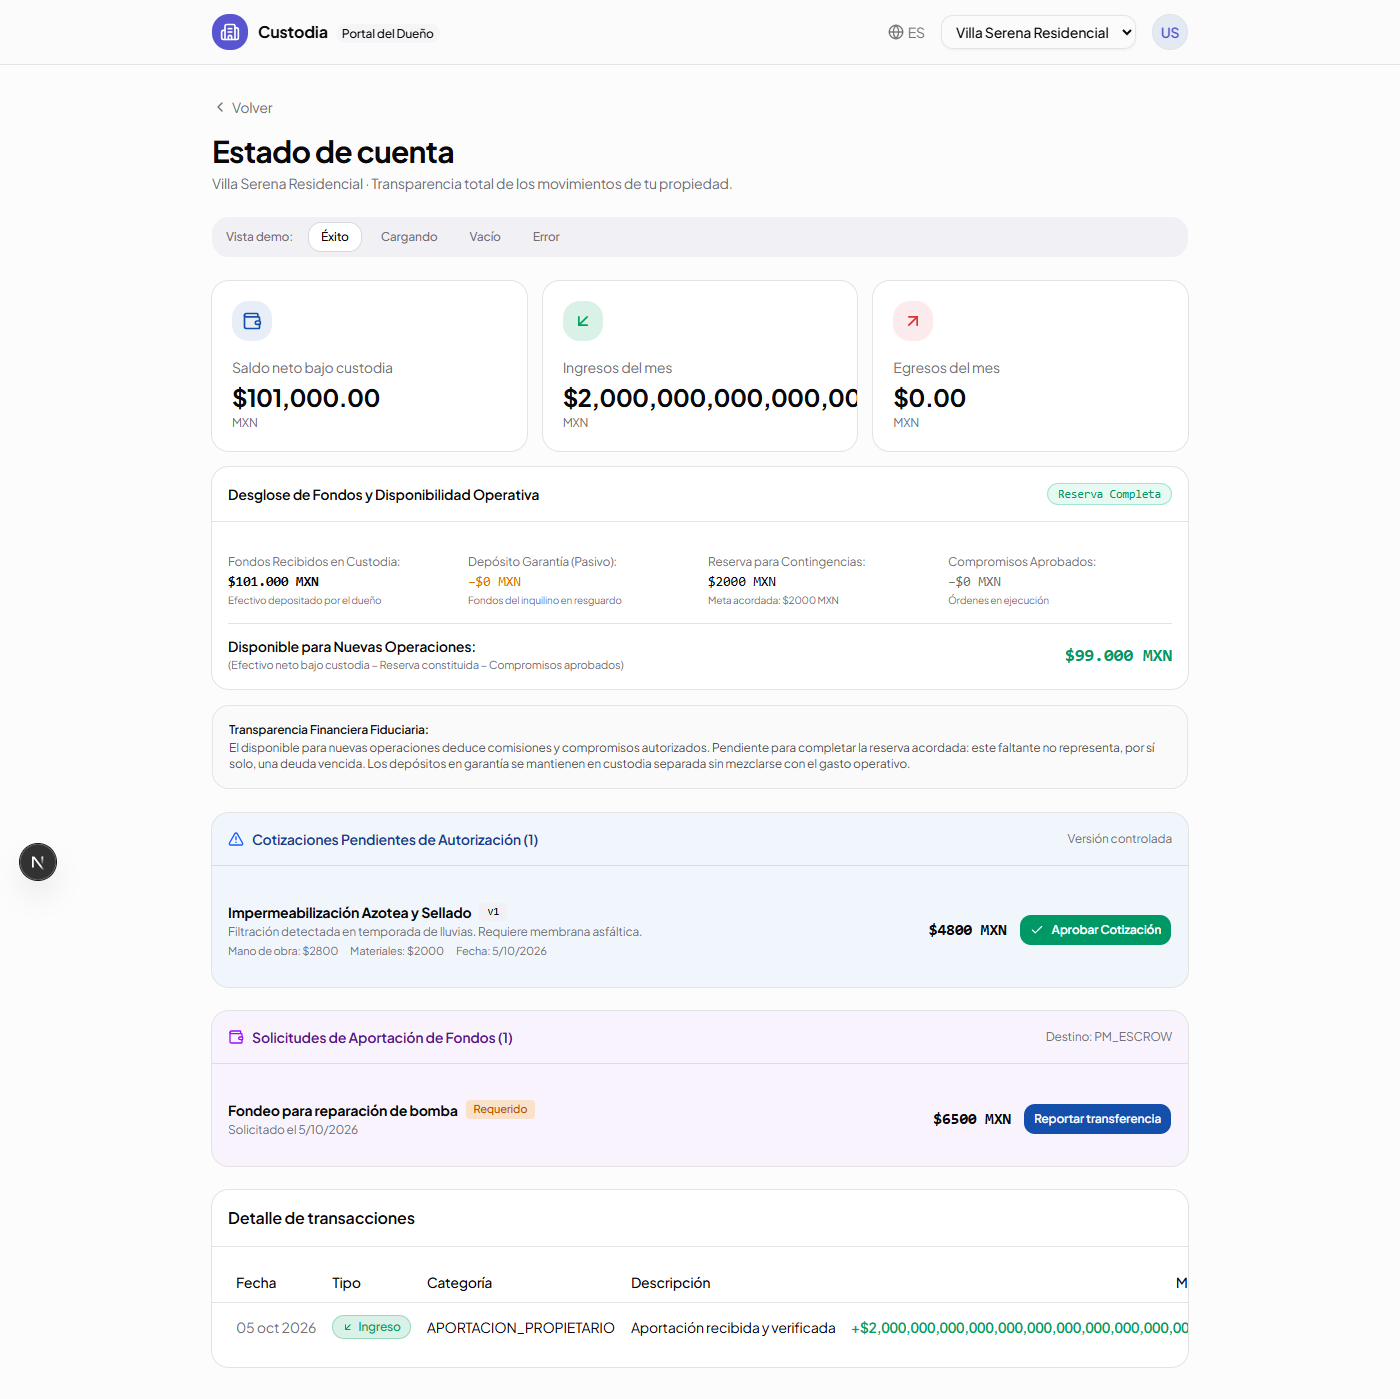 Custodia Portal del Dueño
ES
Villa Serena Residencial
US
Volver
Estado de cuenta
Villa Serena Residencial · Transparencia total de los movimientos de tu propiedad.
Vista demo: Éxito Cargando Vacío Error
Saldo neto bajo custodia
$101,000.00
MXN
Ingresos del mes
$2,000,000,000,000,00
MXN
Egresos del mes
$0.00
MXN
Desglose de Fondos y Disponibilidad Operativa
Reserva Completa
Fondos Recibidos en Custodia:
$101.000 MXN
Efectivo depositado por el dueño
Depósito Garantía (Pasivo):
-$0 MXN
Fondos del inquilino en resguardo
Reserva para Contingencias:
$2000 MXN
Meta acordada: $2000 MXN
Compromisos Aprobados:
-$0 MXN
Órdenes en ejecución
Disponible para Nuevas Operaciones:
(Efectivo neto bajo custodia – Reserva constituida – Compromisos aprobados)
$99.000 MXN
Transparencia Financiera Fiduciaria:
El disponible para nuevas operaciones deduce comisiones y compromisos autorizados. Pendiente para completar la reserva acordada: este faltante no representa, por sí
solo, una deuda vencida. Los depósitos en garantía se mantienen en custodia separada sin mezclarse con el gasto operativo.
Cotizaciones Pendientes de Autorización (1)
Versión controlada
Impermeabilización Azotea y Sellado v1
Filtración detectada en temporada de lluvias. Requiere membrana asfáltica.
Mano de obra: $2800 Materiales: $2000 Fecha: 5/10/2026
$4800 MXN
Aprobar Cotización
Solicitudes de Aportación de Fondos (1)
Destino: PM_ESCROW
Fondeo para reparación de bomba Requerido
Solicitado el 5/10/2026
$6500 MXN
Reportar transferencia
Detalle de transacciones
Fecha Tipo Categoría Descripción M
05 oct 2026 Ingreso APORTACION_PROPIETARIO Aportación recibida y verificada +$2,000,000,000,000,000,000,000,000,000,000,00
N